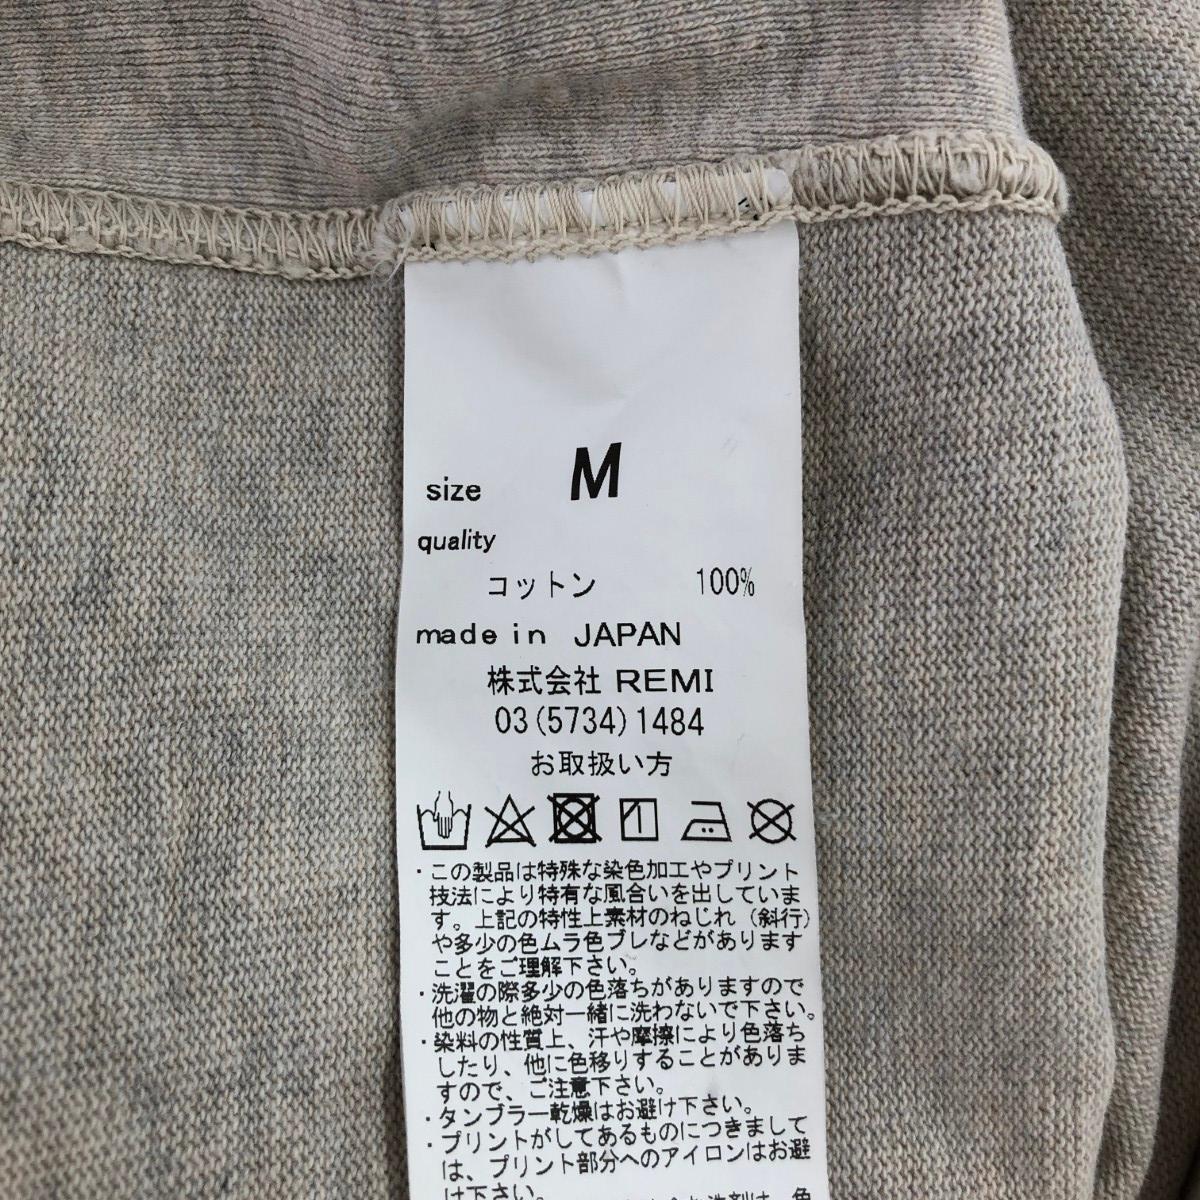 size M
quality
コットン 100%
made in JAPAN
株式会社 REMI
03(5734)1484
お取扱い方
・この製品は特殊な染色加工やプリント
技法により特有な風合いを出していま
す。上記の特性上素材のねじれ（斜行）
や多少の色ムラ色ブレなどがあります
ことをご理解下さい。
・洗濯の際多少の色落ちがありますので
他の物と絶対一緒に洗わないで下さい。
・染料の性質上、汗や摩擦により色落ち
したり、他に色移りすることがありま
すので、ご注意下さい。
・タンブラー乾燥はお避け下さい。
・プリントがしてあるものにつきまして
は、プリント部分へのアイロンはお避
け下さい。
洗剤は、色